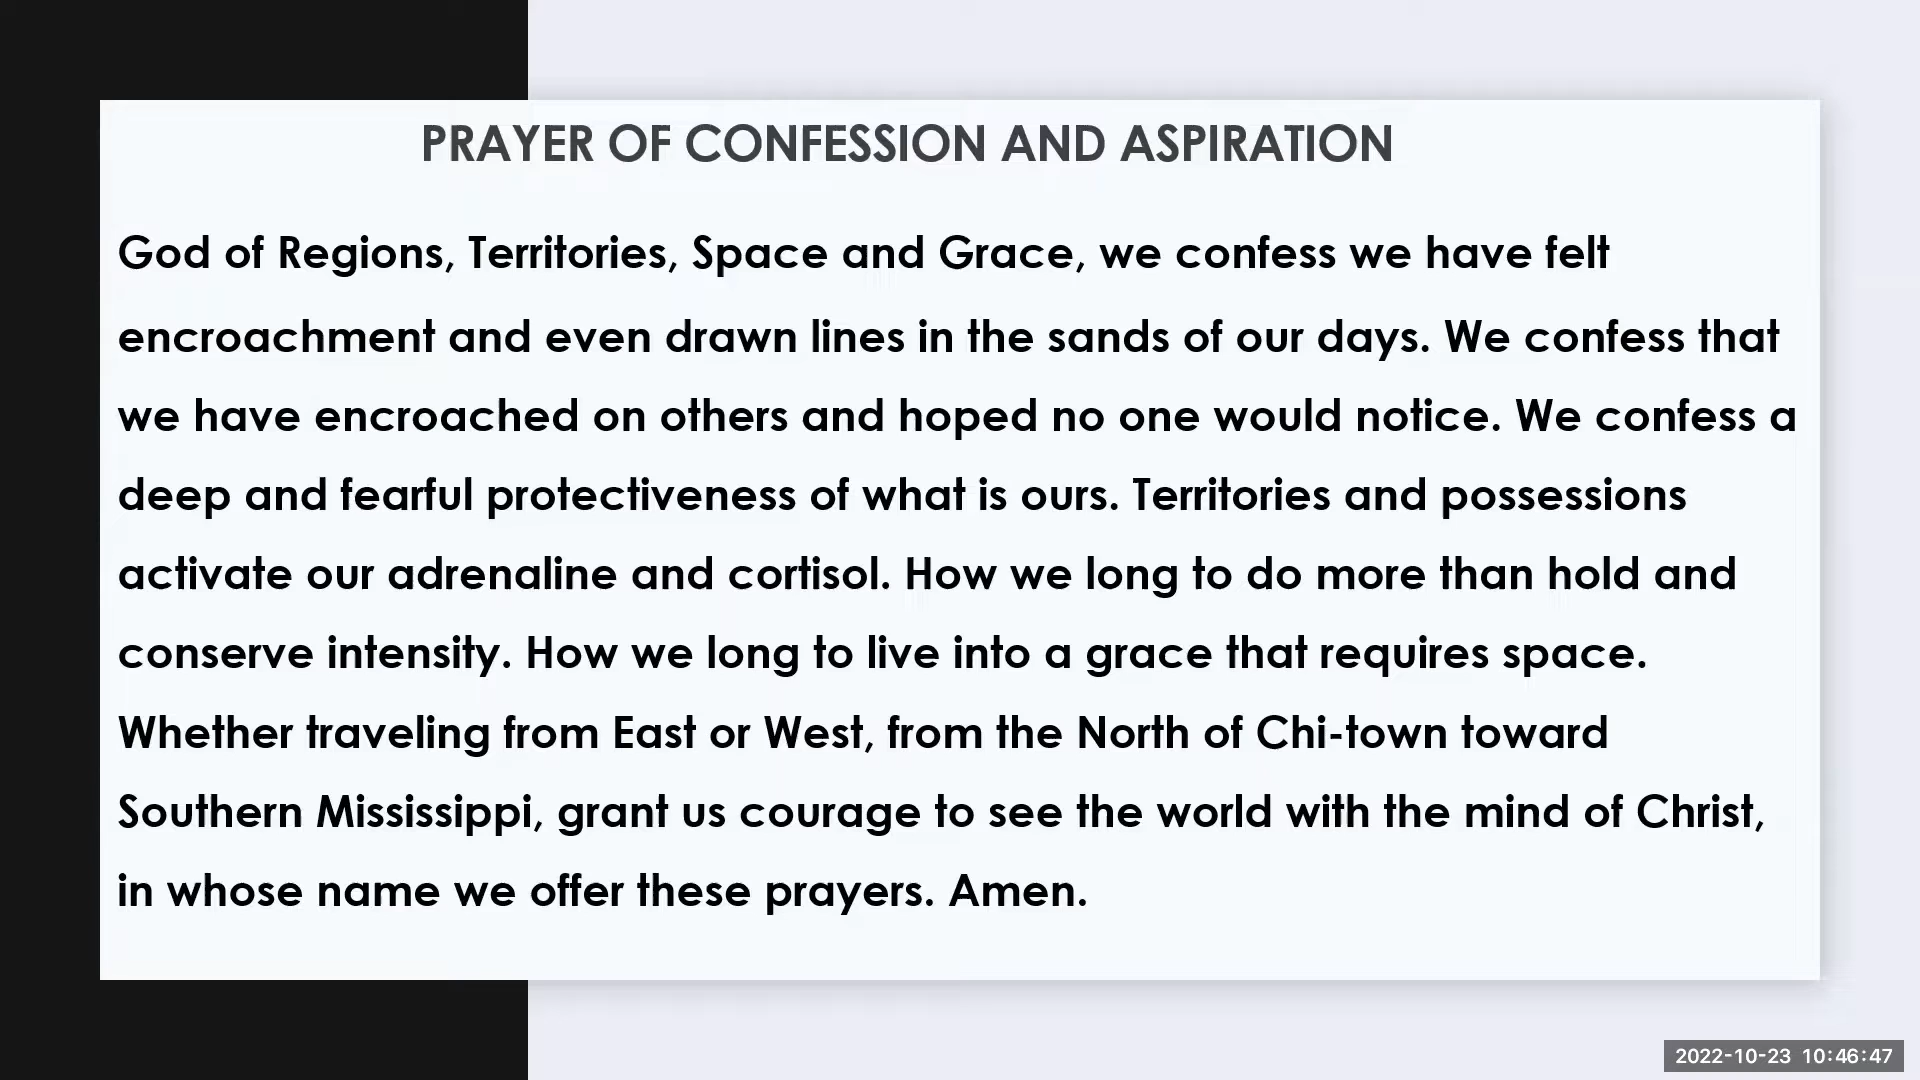 PRAYER OF CONFESSION AND ASPIRATION
God of Regions, Territories, Space and Grace, we confess we have felt
encroachment and even drawn lines in the sands of our days. We confess that
we have encroached on others and hoped no one would notice. We confess a
deep and fearful protectiveness of what is ours. Territories and possessions
activate our adrenaline and cortisol. How we long to do more than hold and
conserve intensity. How we long to live into a grace that requires space.
Whether traveling from East or West, from the North of Chi-town toward
Southern Mississippi, grant us courage to see the world with the mind of Christ,
in whose name we offer these prayers. Amen.
2022-10-23 10:46:47